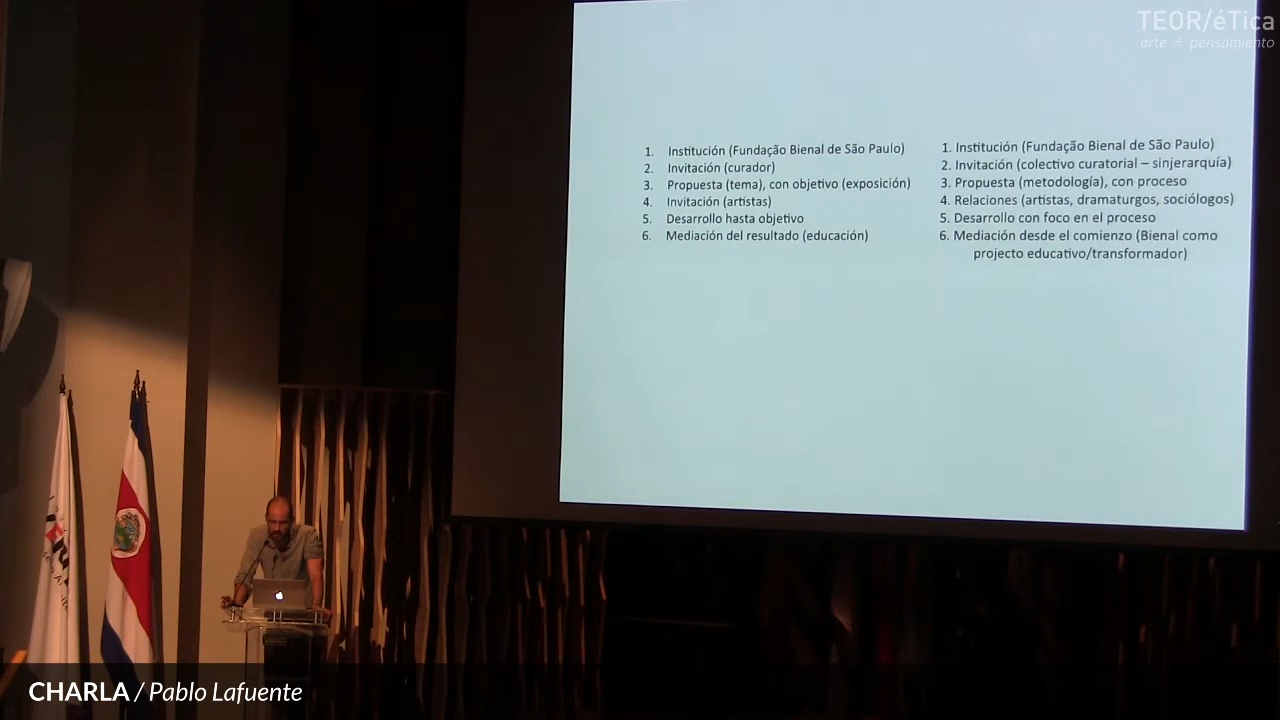 TEOR/éTica
arte + pensamiento
1. Institución (Fundação Bienal de São Paulo)
2. Invitación (curador)
3. Propuesta (tema), con objetivo (exposición)
4. Invitación (artistas)
5. Desarrollo hasta objetivo
6. Mediación del resultado (educación)
1. Institución (Fundação Bienal de São Paulo)
2. Invitación (colectivo curatorial – sinjerarquía)
3. Propuesta (metodología), con proceso
4. Relaciones (artistas, dramaturgos, sociólogos)
5. Desarrollo con foco en el proceso
6. Mediación desde el comienzo (Bienal como
projecto educativo/transformador)
CHARLA / Pablo Lafuente